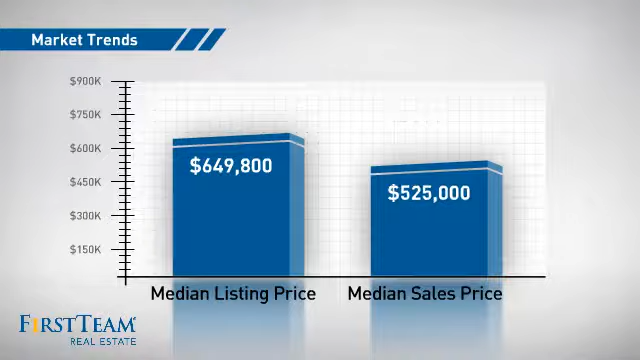 Market Trends
$900K
$750K
$600K
$450K
$300K
$150K
$649,800
$525,000
Median Listing Price
Median Sales Price
FIRSTTEAM®
REAL ESTATE